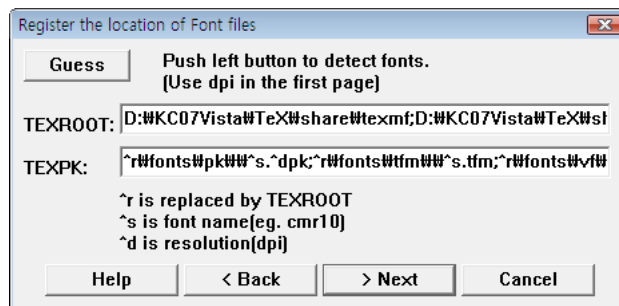 Register the location of Font files
Guess
Push left button to detect fonts.
(Use dpi in the first page)
TEXROOT: D:₩KC07Vista₩TeX₩share₩texmf;D:₩KC07Vista₩TeX₩sh
TEXPK: ^r₩fonts₩pk₩₩^s.^dpk;^r₩fonts₩tfm₩₩^s.tfm;^r₩fonts₩vf₩
^r is replaced by TEXROOT
^s is font name(eg. cmr10)
^d is resolution(dpi)
Help < Back > Next Cancel